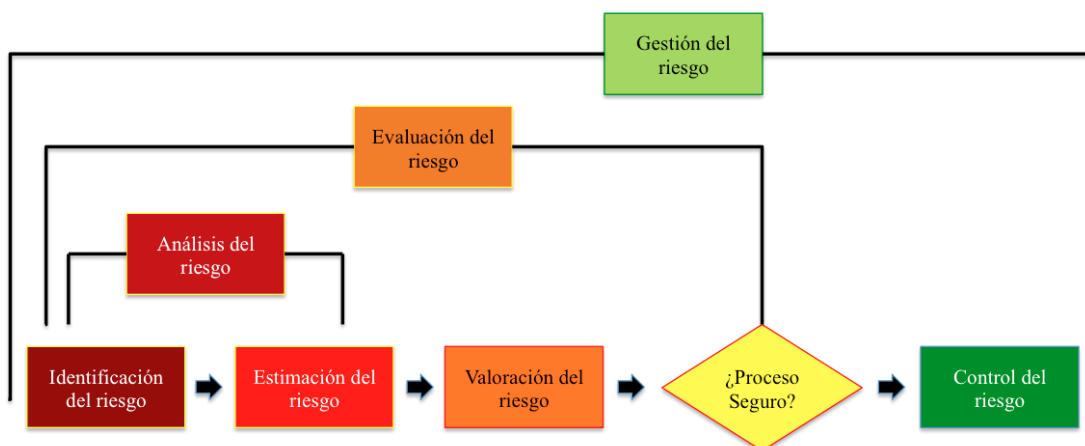 Gestión del
riesgo
Evaluación del
riesgo
Análisis del
riesgo
Identificación
del riesgo
Estimación del
riesgo
Valoración del
riesgo
¿Proceso
Seguro?
Control del
riesgo